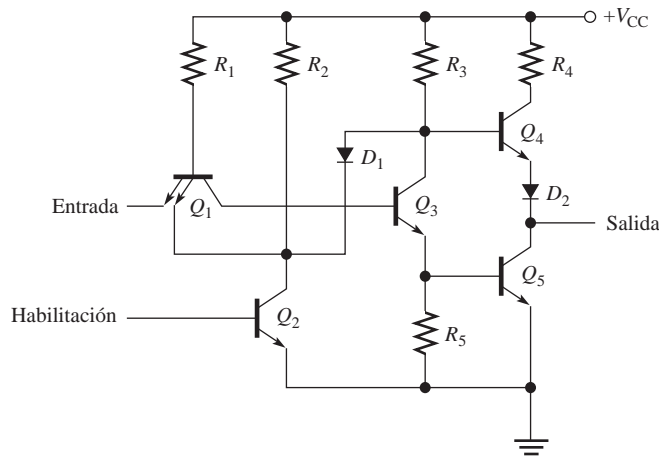 +VCC
R1
R2
R3
R4
Q4
D1
D2
Entrada
Q1
Q3
Salida
Q5
Habilitación
Q2
R5